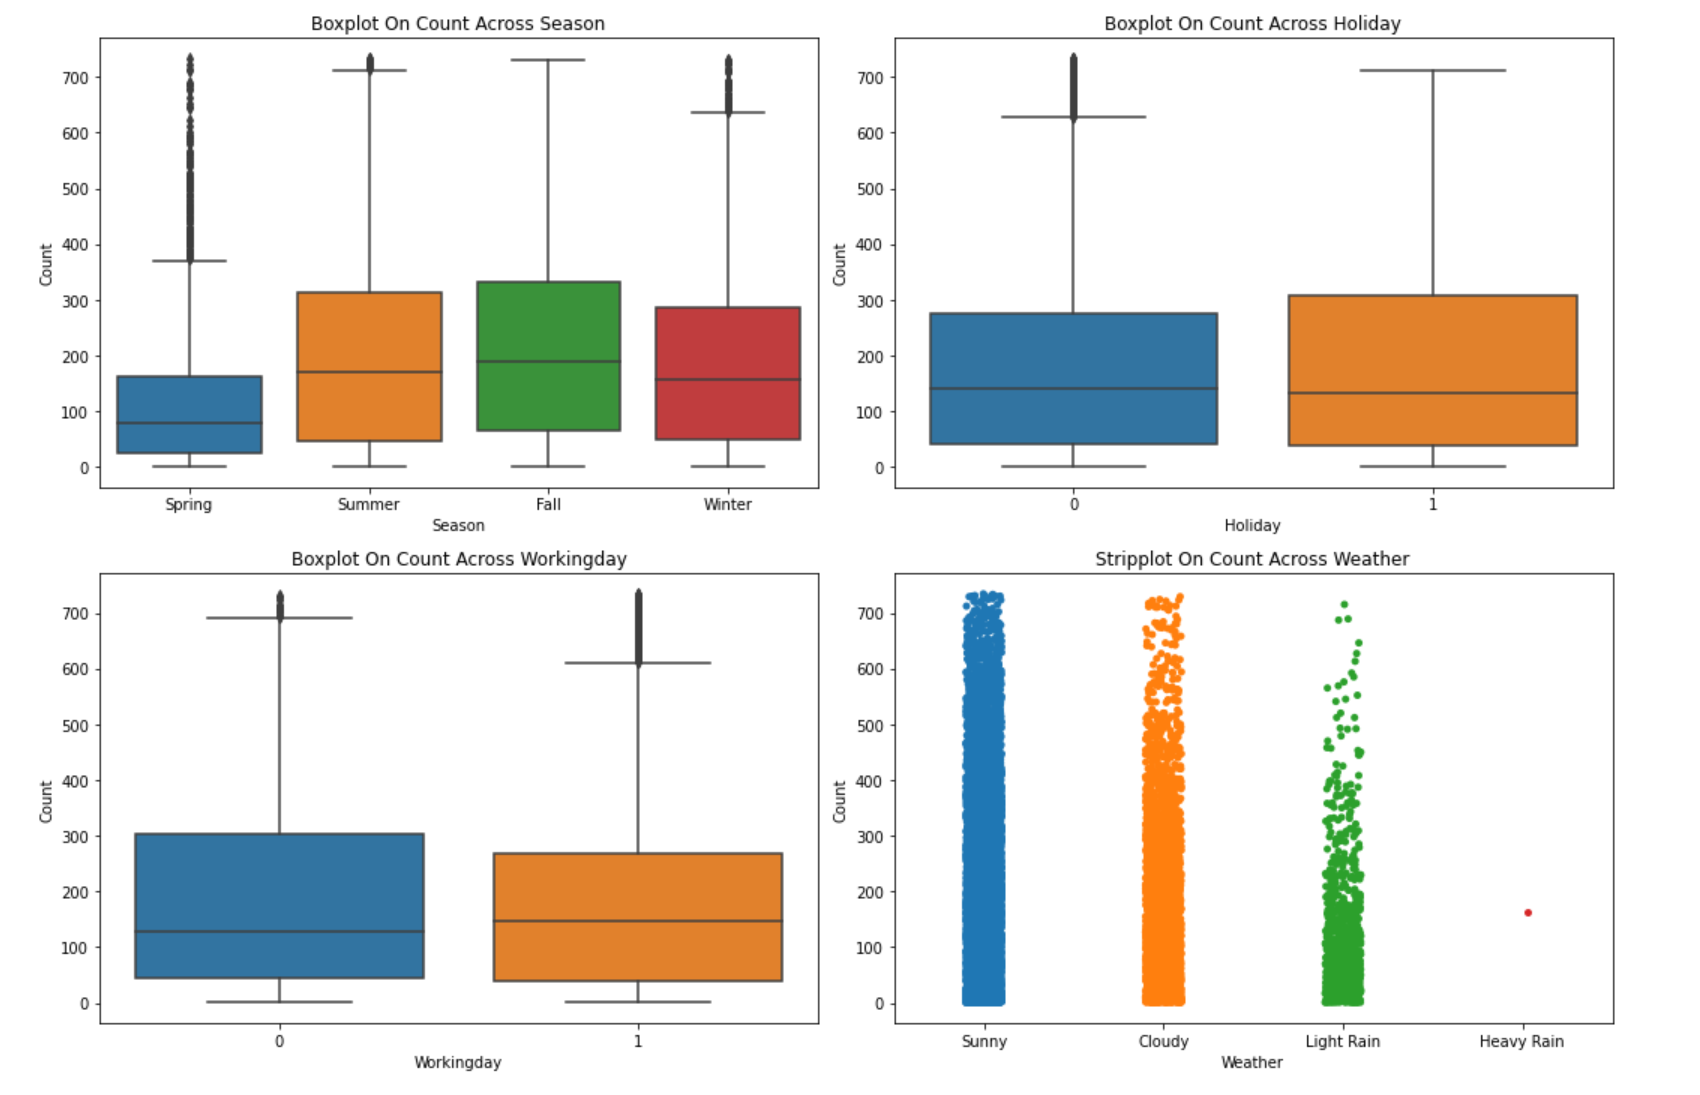 Boxplot On Count Across Season
700
600
500
400
300
200
100
0
Count
Spring Summer Fall Winter
Season
Boxplot On Count Across Holiday
700
600
500
400
300
200
100
0
Count
0 1
Holiday
Boxplot On Count Across Workingday
700
600
500
400
300
200
100
0
Count
0 1
Workingday
Stripplot On Count Across Weather
700
600
500
400
300
200
100
0
Count
Sunny Cloudy Light Rain Heavy Rain
Weather